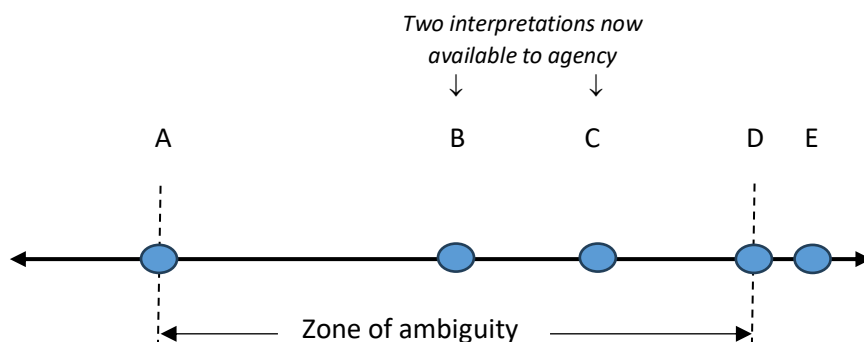 Two interpretations now
available to agency
↓ ↓
A B C D E
Zone of ambiguity